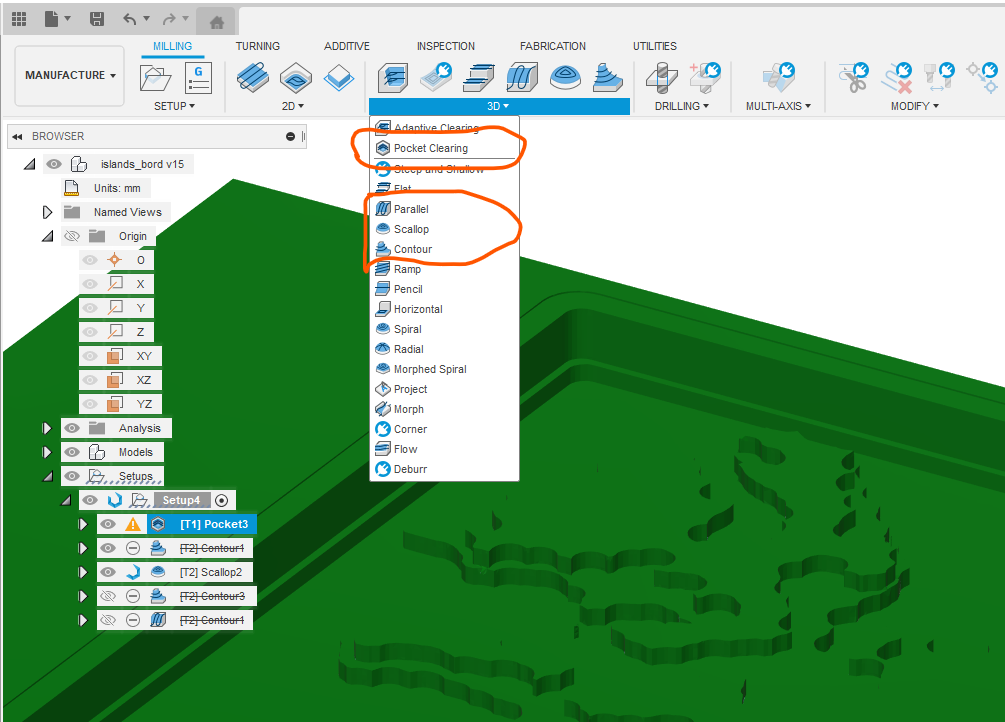 MILLING TURNING ADDITIVE INSPECTION FABRICATION UTILITIES
MANUFACTURE
G
SETUP 2D 3D DRILLING MULTI-AXIS MODIFY
BROWSER
islands_bord v15
Units: mm
Named Views
Origin
O
X
Y
Z
XY
XZ
YZ
Analysis
Models
Setups
Setup4
[T1] Pocket3
[T2] Contour1
[T2] Scallop2
[T2] Contour3
[T2] Contour1
Adaptive Clearing
Pocket Clearing
Steep and Shallow
Flat
Parallel
Scallop
Contour
Ramp
Pencil
Horizontal
Spiral
Radial
Morphed Spiral
Project
Morph
Corner
Flow
Deburr